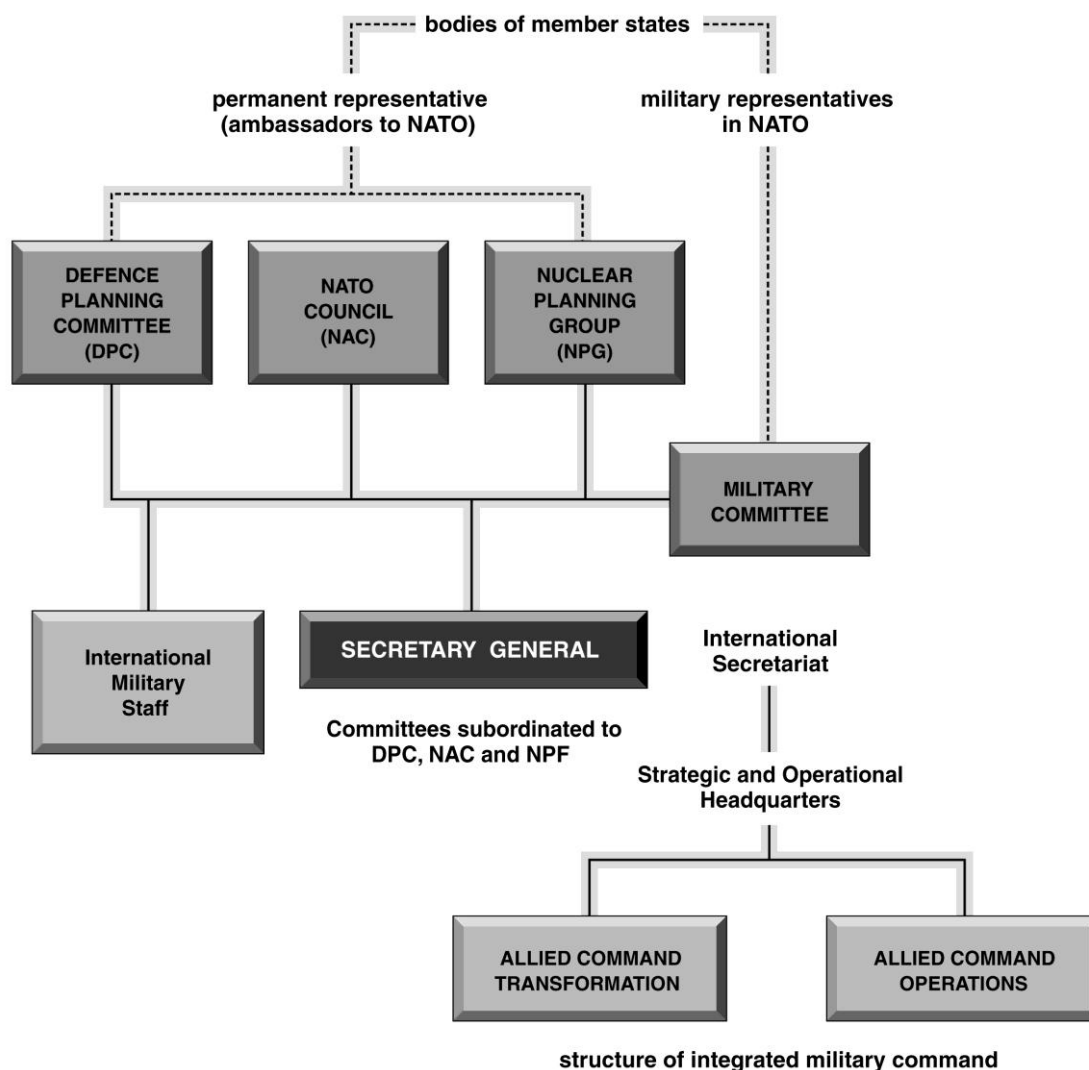 bodies of member states
permanent representative
(ambassadors to NATO)
military representatives
in NATO
DEFENCE
PLANNING
COMMITTEE
(DPC)
NATO
COUNCIL
(NAC)
NUCLEAR
PLANNING
GROUP
(NPG)
MILITARY
COMMITTEE
International
Military
Staff
SECRETARY GENERAL
Committees subordinated to
DPC, NAC and NPF
International
Secretariat
Strategic and Operational
Headquarters
ALLIED COMMAND
TRANSFORMATION
ALLIED COMMAND
OPERATIONS
structure of integrated military command